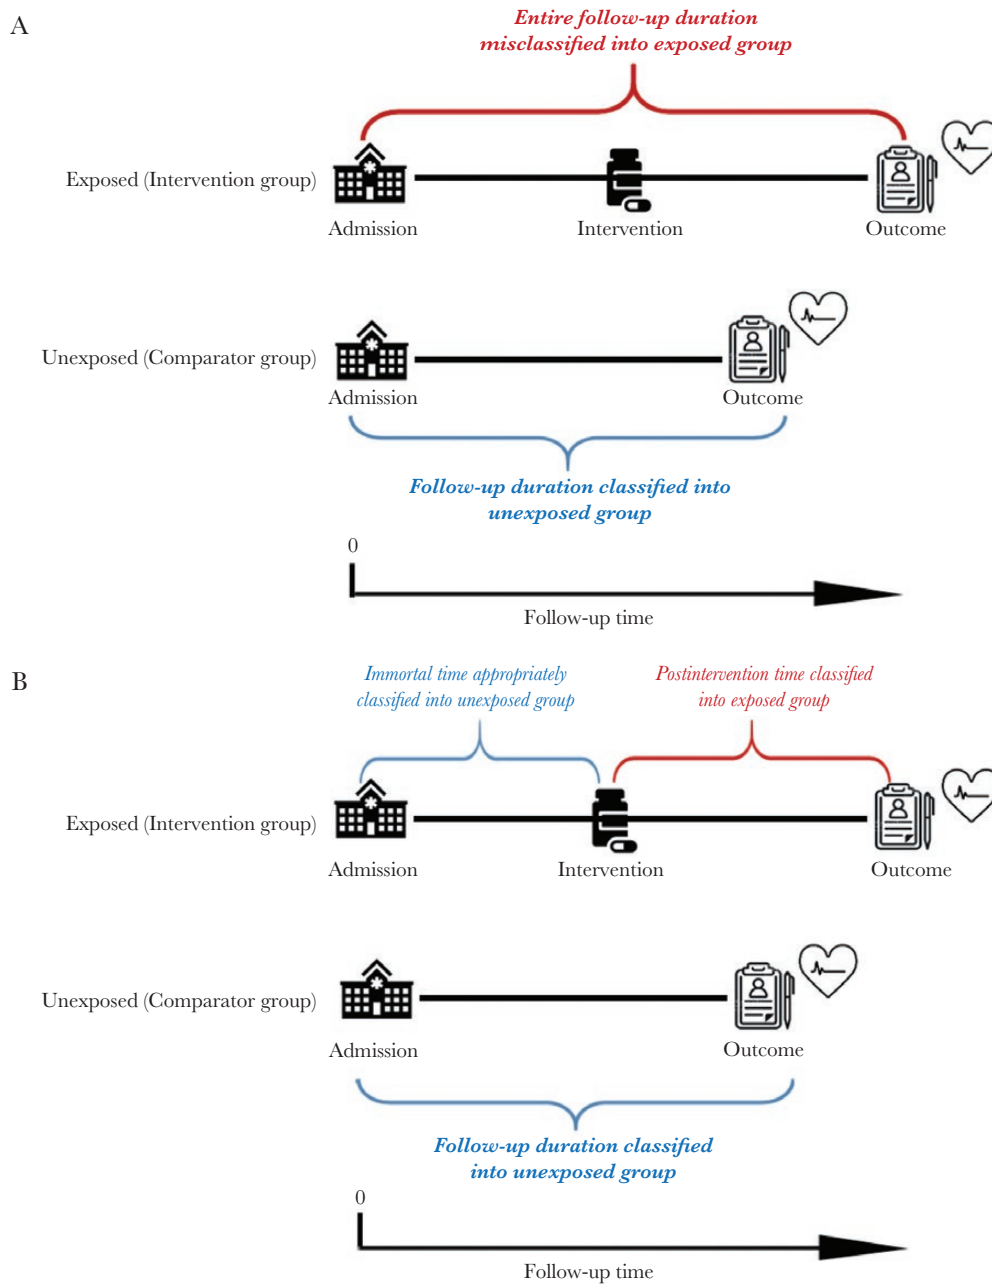 A
Entire follow-up duration
misclassified into exposed group
Exposed (Intervention group)
Admission
Intervention
Outcome
Unexposed (Comparator group)
Admission
Outcome
Follow-up duration classified into
unexposed group
0
Follow-up time
B
Immortal time appropriately
classified into unexposed group
Postintervention time classified
into exposed group
Exposed (Intervention group)
Admission
Intervention
Outcome
Unexposed (Comparator group)
Admission
Outcome
Follow-up duration classified
into unexposed group
0
Follow-up time